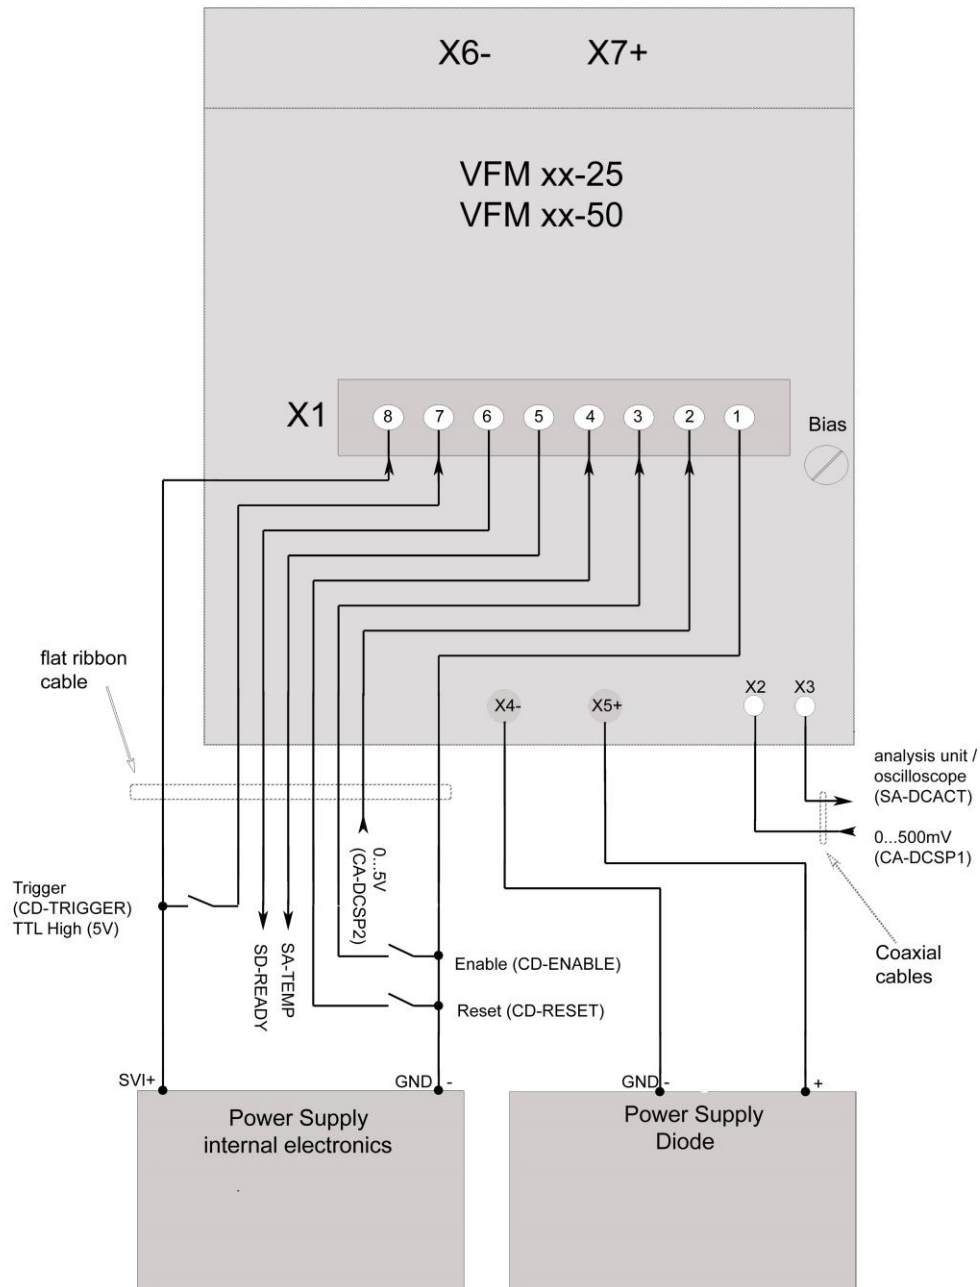 X6-
X7+
VFM xx-25
VFM xx-50
X1
8
7
6
5
4
3
2
1
Bias
flat ribbon
cable
X4-
X5+
X2
X3
analysis unit /
oscilloscope
(SA-DCACT)
0...500mV
(CA-DCSP1)
0...5V
(CA-DCSP2)
Trigger
(CD-TRIGGER)
TTL High (5V)
SD-READY
SA-TEMP
Enable (CD-ENABLE)
Reset (CD-RESET)
Coaxial
cables
SVI+
GND -
GND -
+
Power Supply
internal electronics
Power Supply
Diode